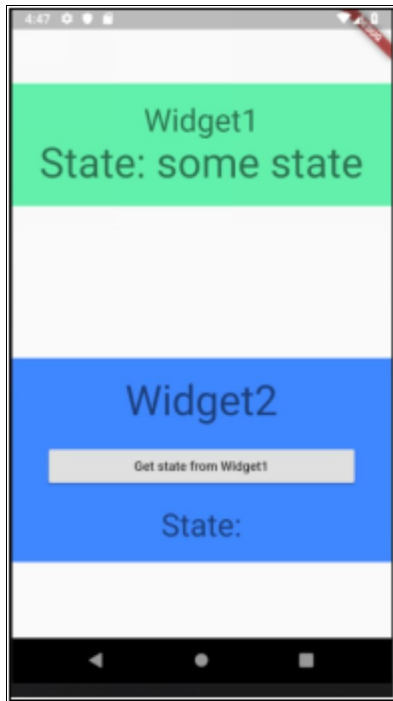 4:47
Widget1
State: some state
Widget2
Get state from Widget1
State: